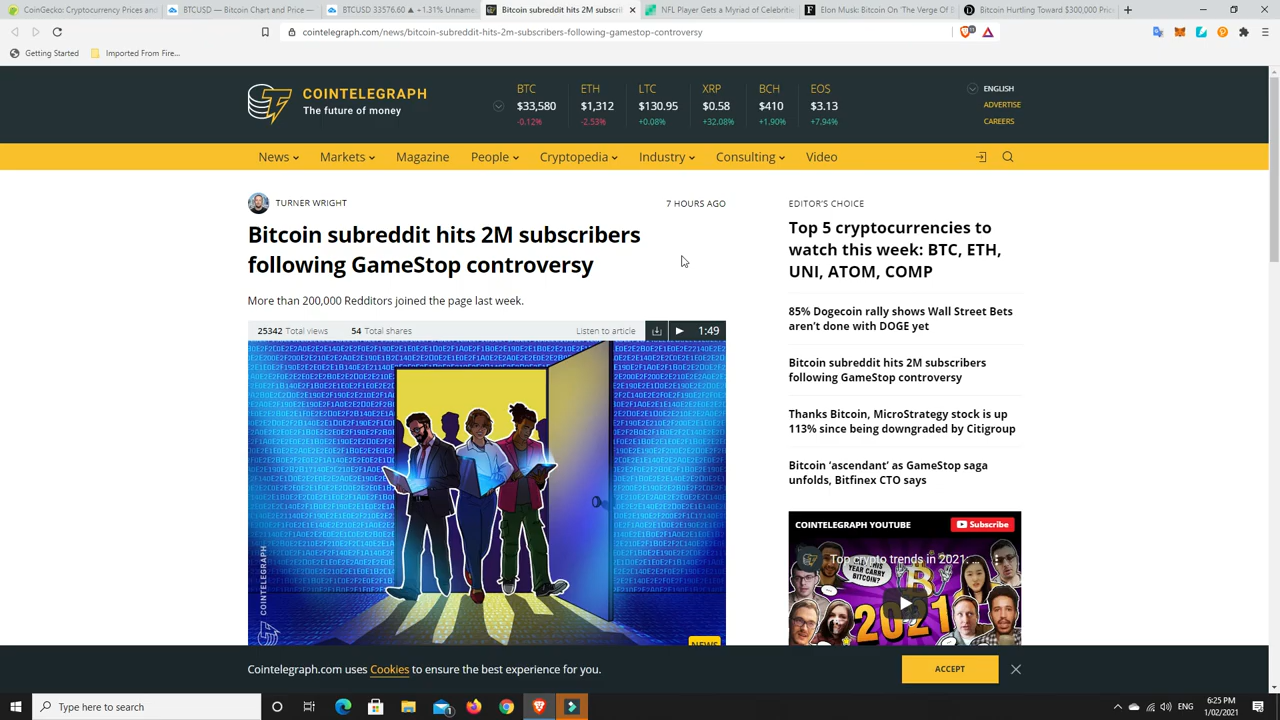 CoinGecko: Cryptocurrency Prices and
BTCUSD — Bitcoin Chart and Price —
BTCUSD 33576.60 ▲ +1.31% Unname
Bitcoin subreddit hits 2M subscri
NFL Player Gets a Myriad of Celebritie
Elon Musk: Bitcoin On 'The Verge Of B
Bitcoin Hurtling Toward $300,000 Pric
cointelegraph.com/news/bitcoin-subreddit-hits-2m-subscribers-following-gamestop-controversy
Getting Started
Imported From Fire...
COINTELEGRAPH
The future of money
BTC ETH LTC XRP BCH EOS
$33,580 $1,312 $130.95 $0.58 $410 $3.13
-0.12% -2.53% +0.08% +32.08% +1.90% +7.94%
ENGLISH
ADVERTISE
CAREERS
News Markets Magazine People Cryptopedia Industry Consulting Video
TURNER WRIGHT
7 HOURS AGO
Bitcoin subreddit hits 2M subscribers
following GameStop controversy
More than 200,000 Redditors joined the page last week.
25342 Total views 54 Total shares
Listen to article
1:49
COINTELEGRAPH
NEWS
EDITOR'S CHOICE
Top 5 cryptocurrencies to
watch this week: BTC, ETH,
UNI, ATOM, COMP
85% Dogecoin rally shows Wall Street Bets
aren't done with DOGE yet
Bitcoin subreddit hits 2M subscribers
following GameStop controversy
Thanks Bitcoin, MicroStrategy stock is up
113% since being downgraded by Citigroup
Bitcoin 'ascendant' as GameStop saga
unfolds, Bitfinex CTO says
COINTELEGRAPH YOUTUBE
Subscribe
Top crypto trends in 2021: ...
YEAR CARRY
BITCOIN?
2021
Cointelegraph.com uses Cookies to ensure the best experience for you.
ACCEPT
Type here to search
ENG
6:25 PM
1/02/2021